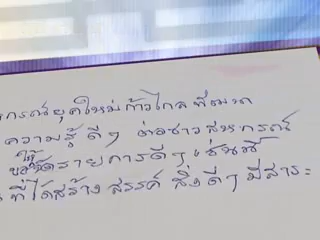 สหกรณ์ยุคใหม่ก้าวไกลพัฒนา
ความรู้ ดีๆ ต่อชาวสหกรณ์
ขอให้จัดรายการดีๆ เช่นนี้
ที่ได้สร้างสรรค์ สิ่งดีๆ มีสาระ